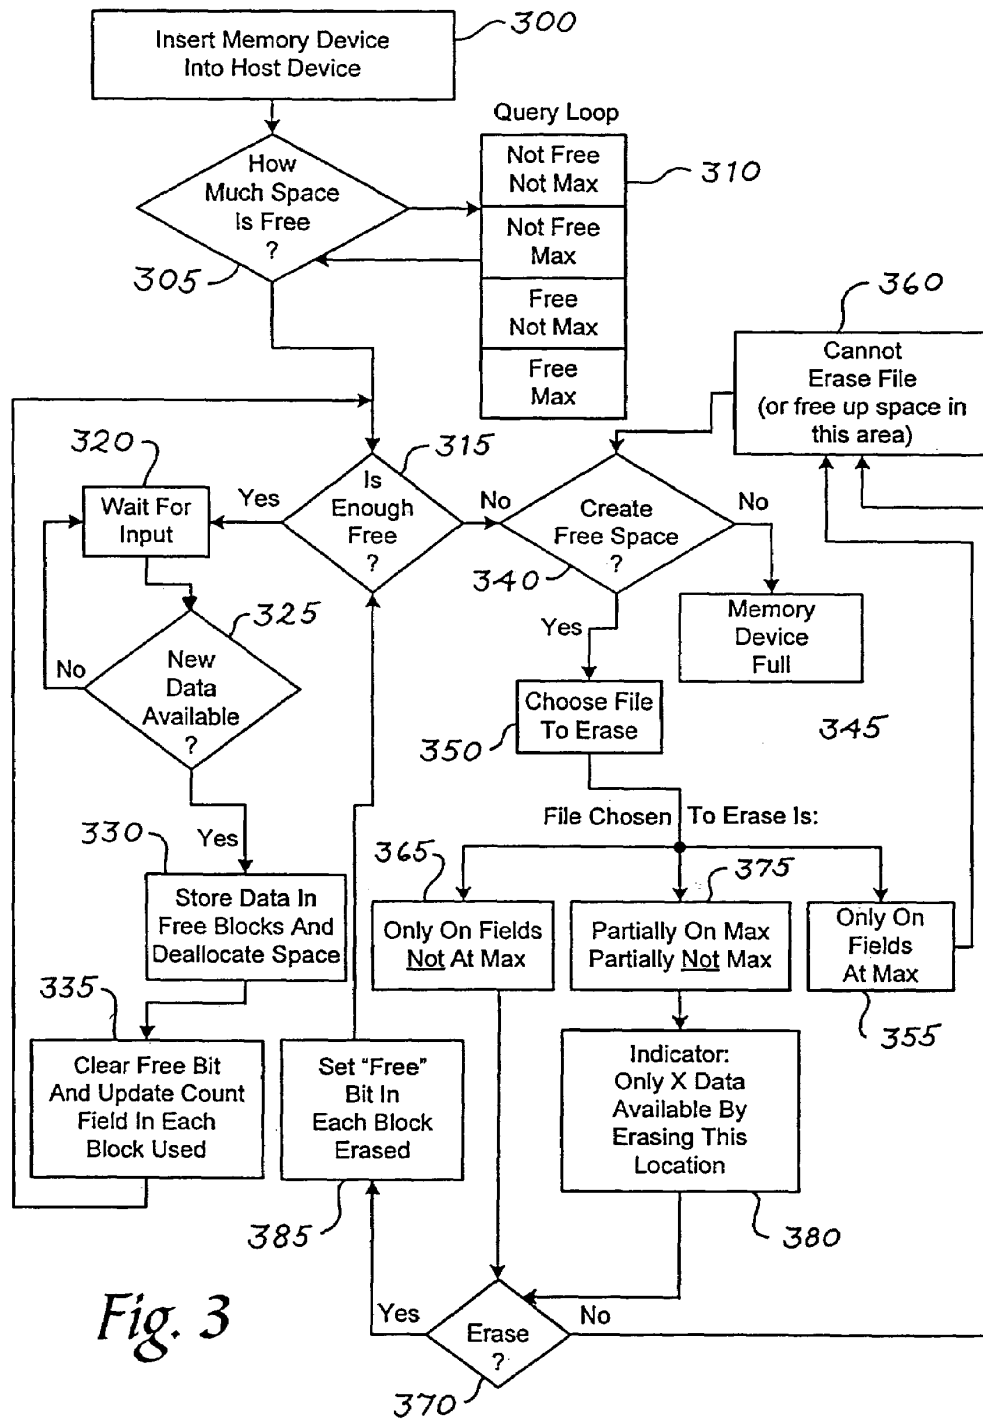 300
Insert Memory Device
Into Host Device
Query Loop
How
Much Space
Is Free
?
305
Not Free
Not Max
310
Not Free
Max
Free
Not Max
Free
Max
360
Cannot
Erase File
(or free up space in
this area)
320
Wait For
Input
Yes
315
Is
Enough
Free
?
No
Create
Free Space
?
340
No
Yes
Memory
Device
Full
345
325
New
Data
Available
?
No
Yes
Choose File
To Erase
350
File Chosen To Erase Is:
330
Store Data In
Free Blocks And
Deallocate Space
365
Only On Fields
Not At Max
375
Partially On Max
Partially Not Max
Only On
Fields
At Max
355
335
Clear Free Bit
And Update Count
Field In Each
Block Used
Set "Free"
Bit In
Each Block
Erased
385
Indicator:
Only X Data
Available By
Erasing This
Location
380
Yes
Erase
?
No
370
Fig. 3